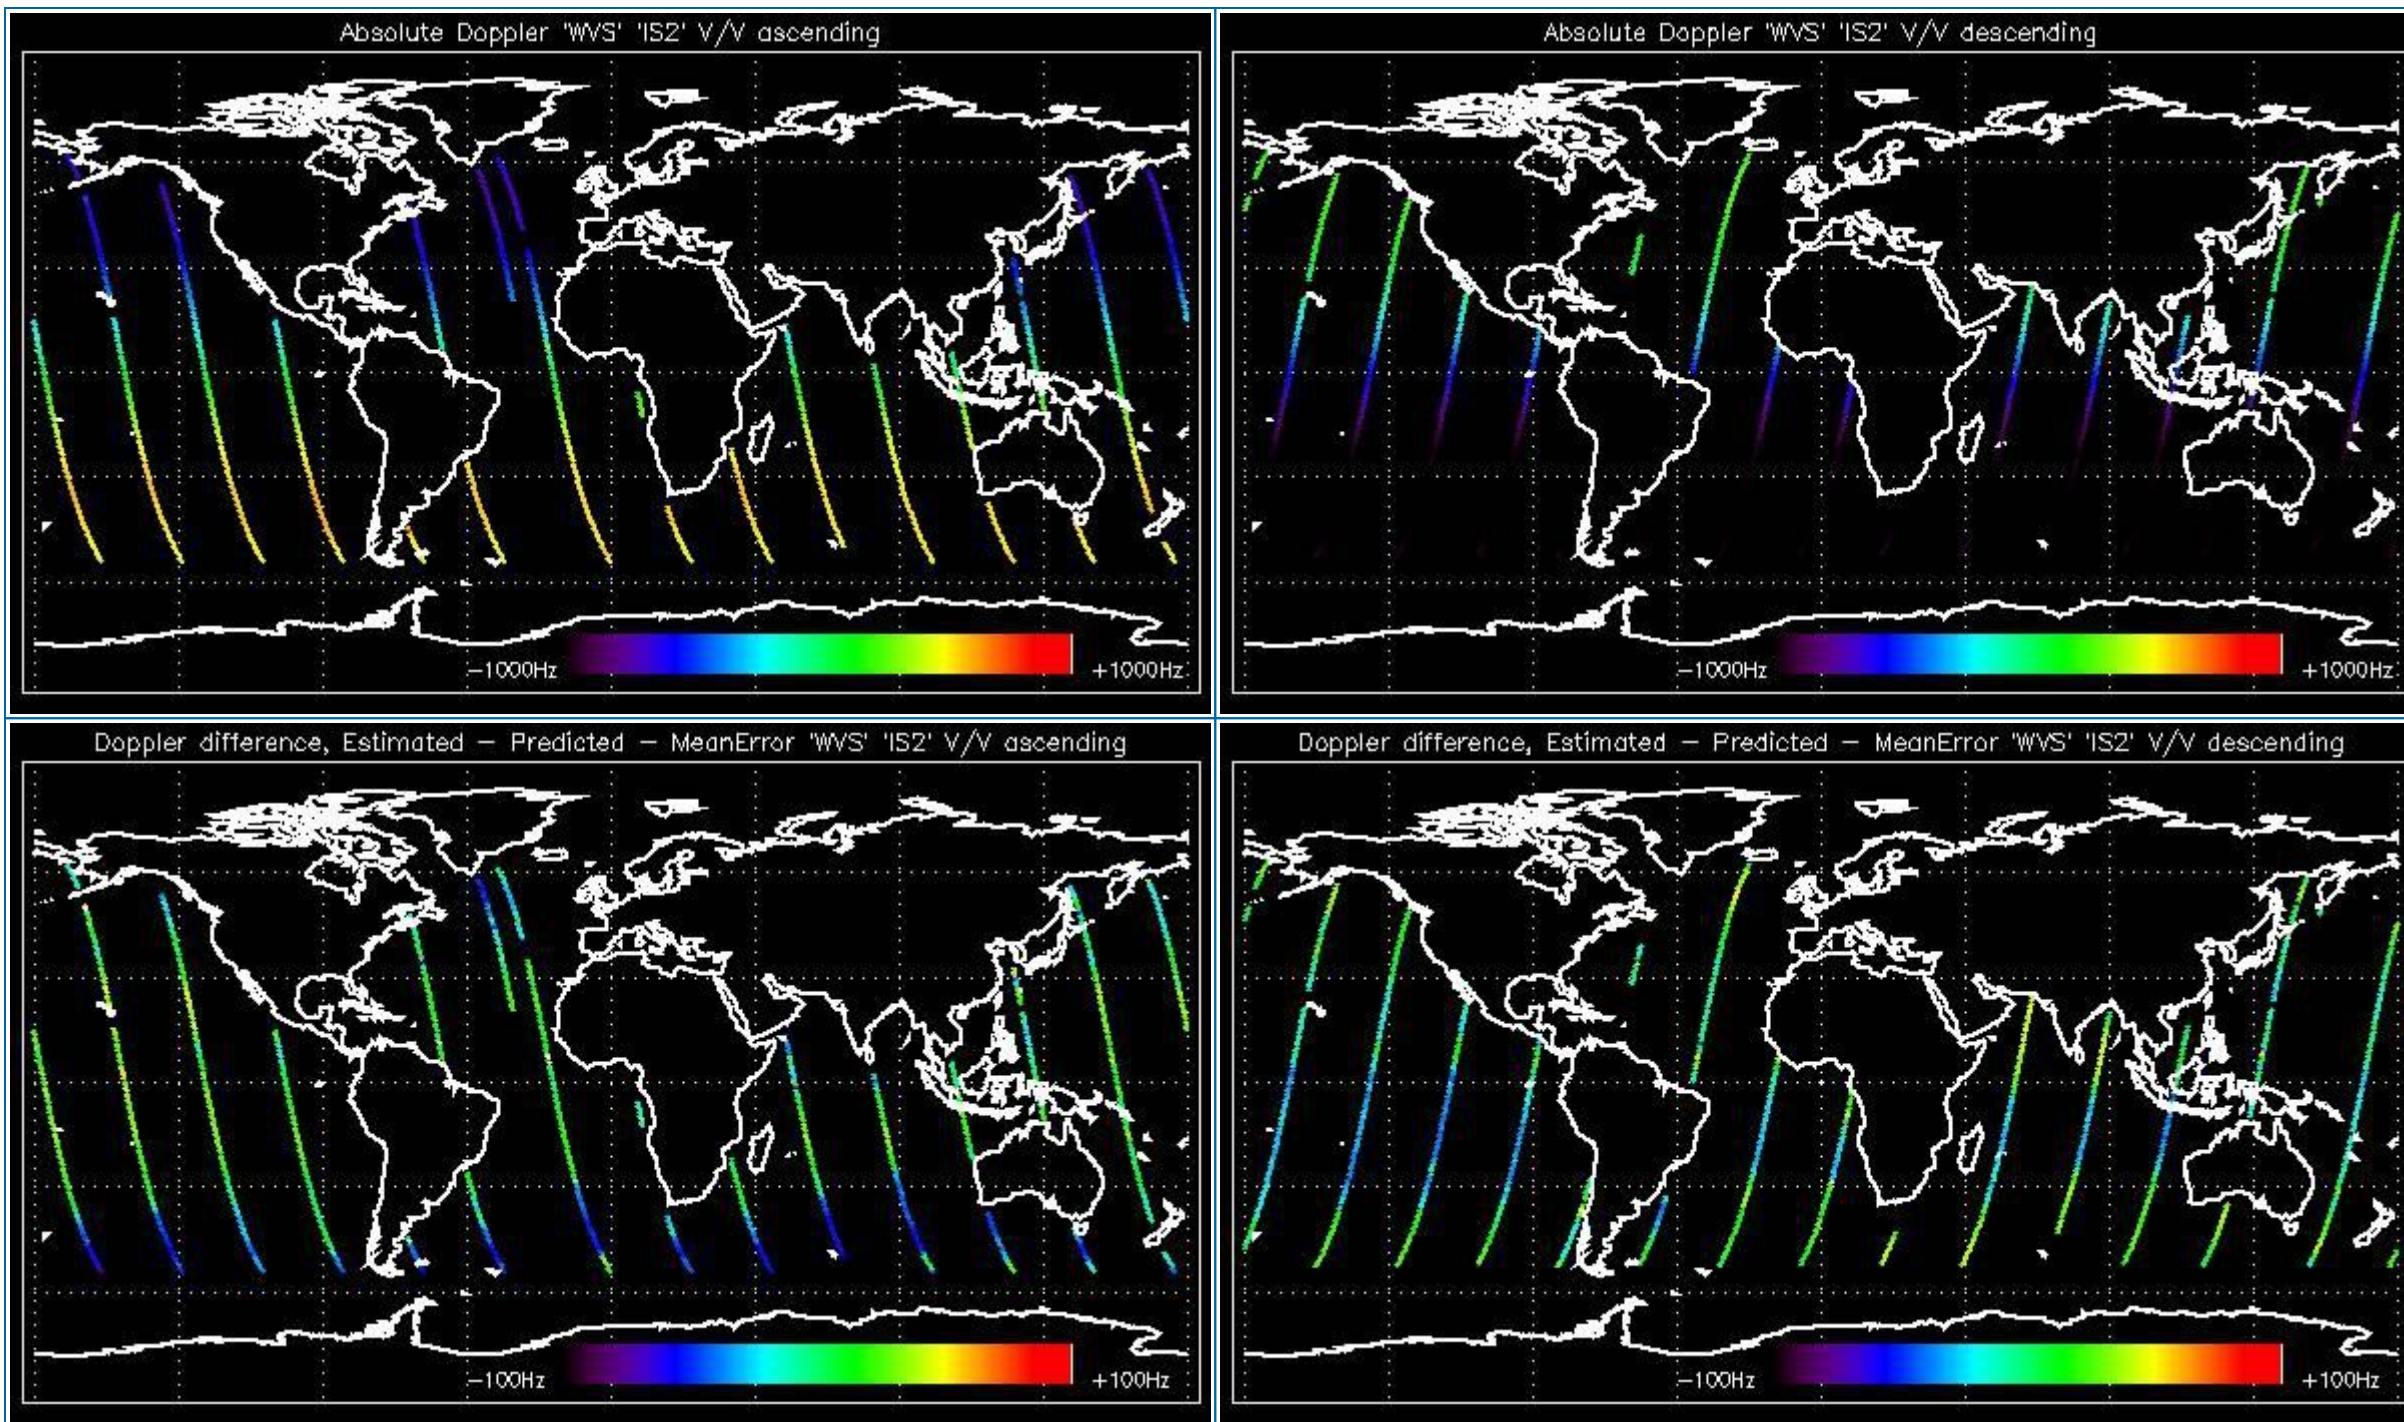 Absolute Doppler 'WVS' 'IS2' V/V ascending
-1000Hz
+1000Hz
Absolute Doppler 'WVS' 'IS2' V/V descending
-1000Hz
+1000Hz
Doppler difference, Estimated - Predicted - MeanError 'WVS' 'IS2' V/V ascending
-100Hz
+100Hz
Doppler difference, Estimated - Predicted - MeanError 'WVS' 'IS2' V/V descending
-100Hz
+100Hz